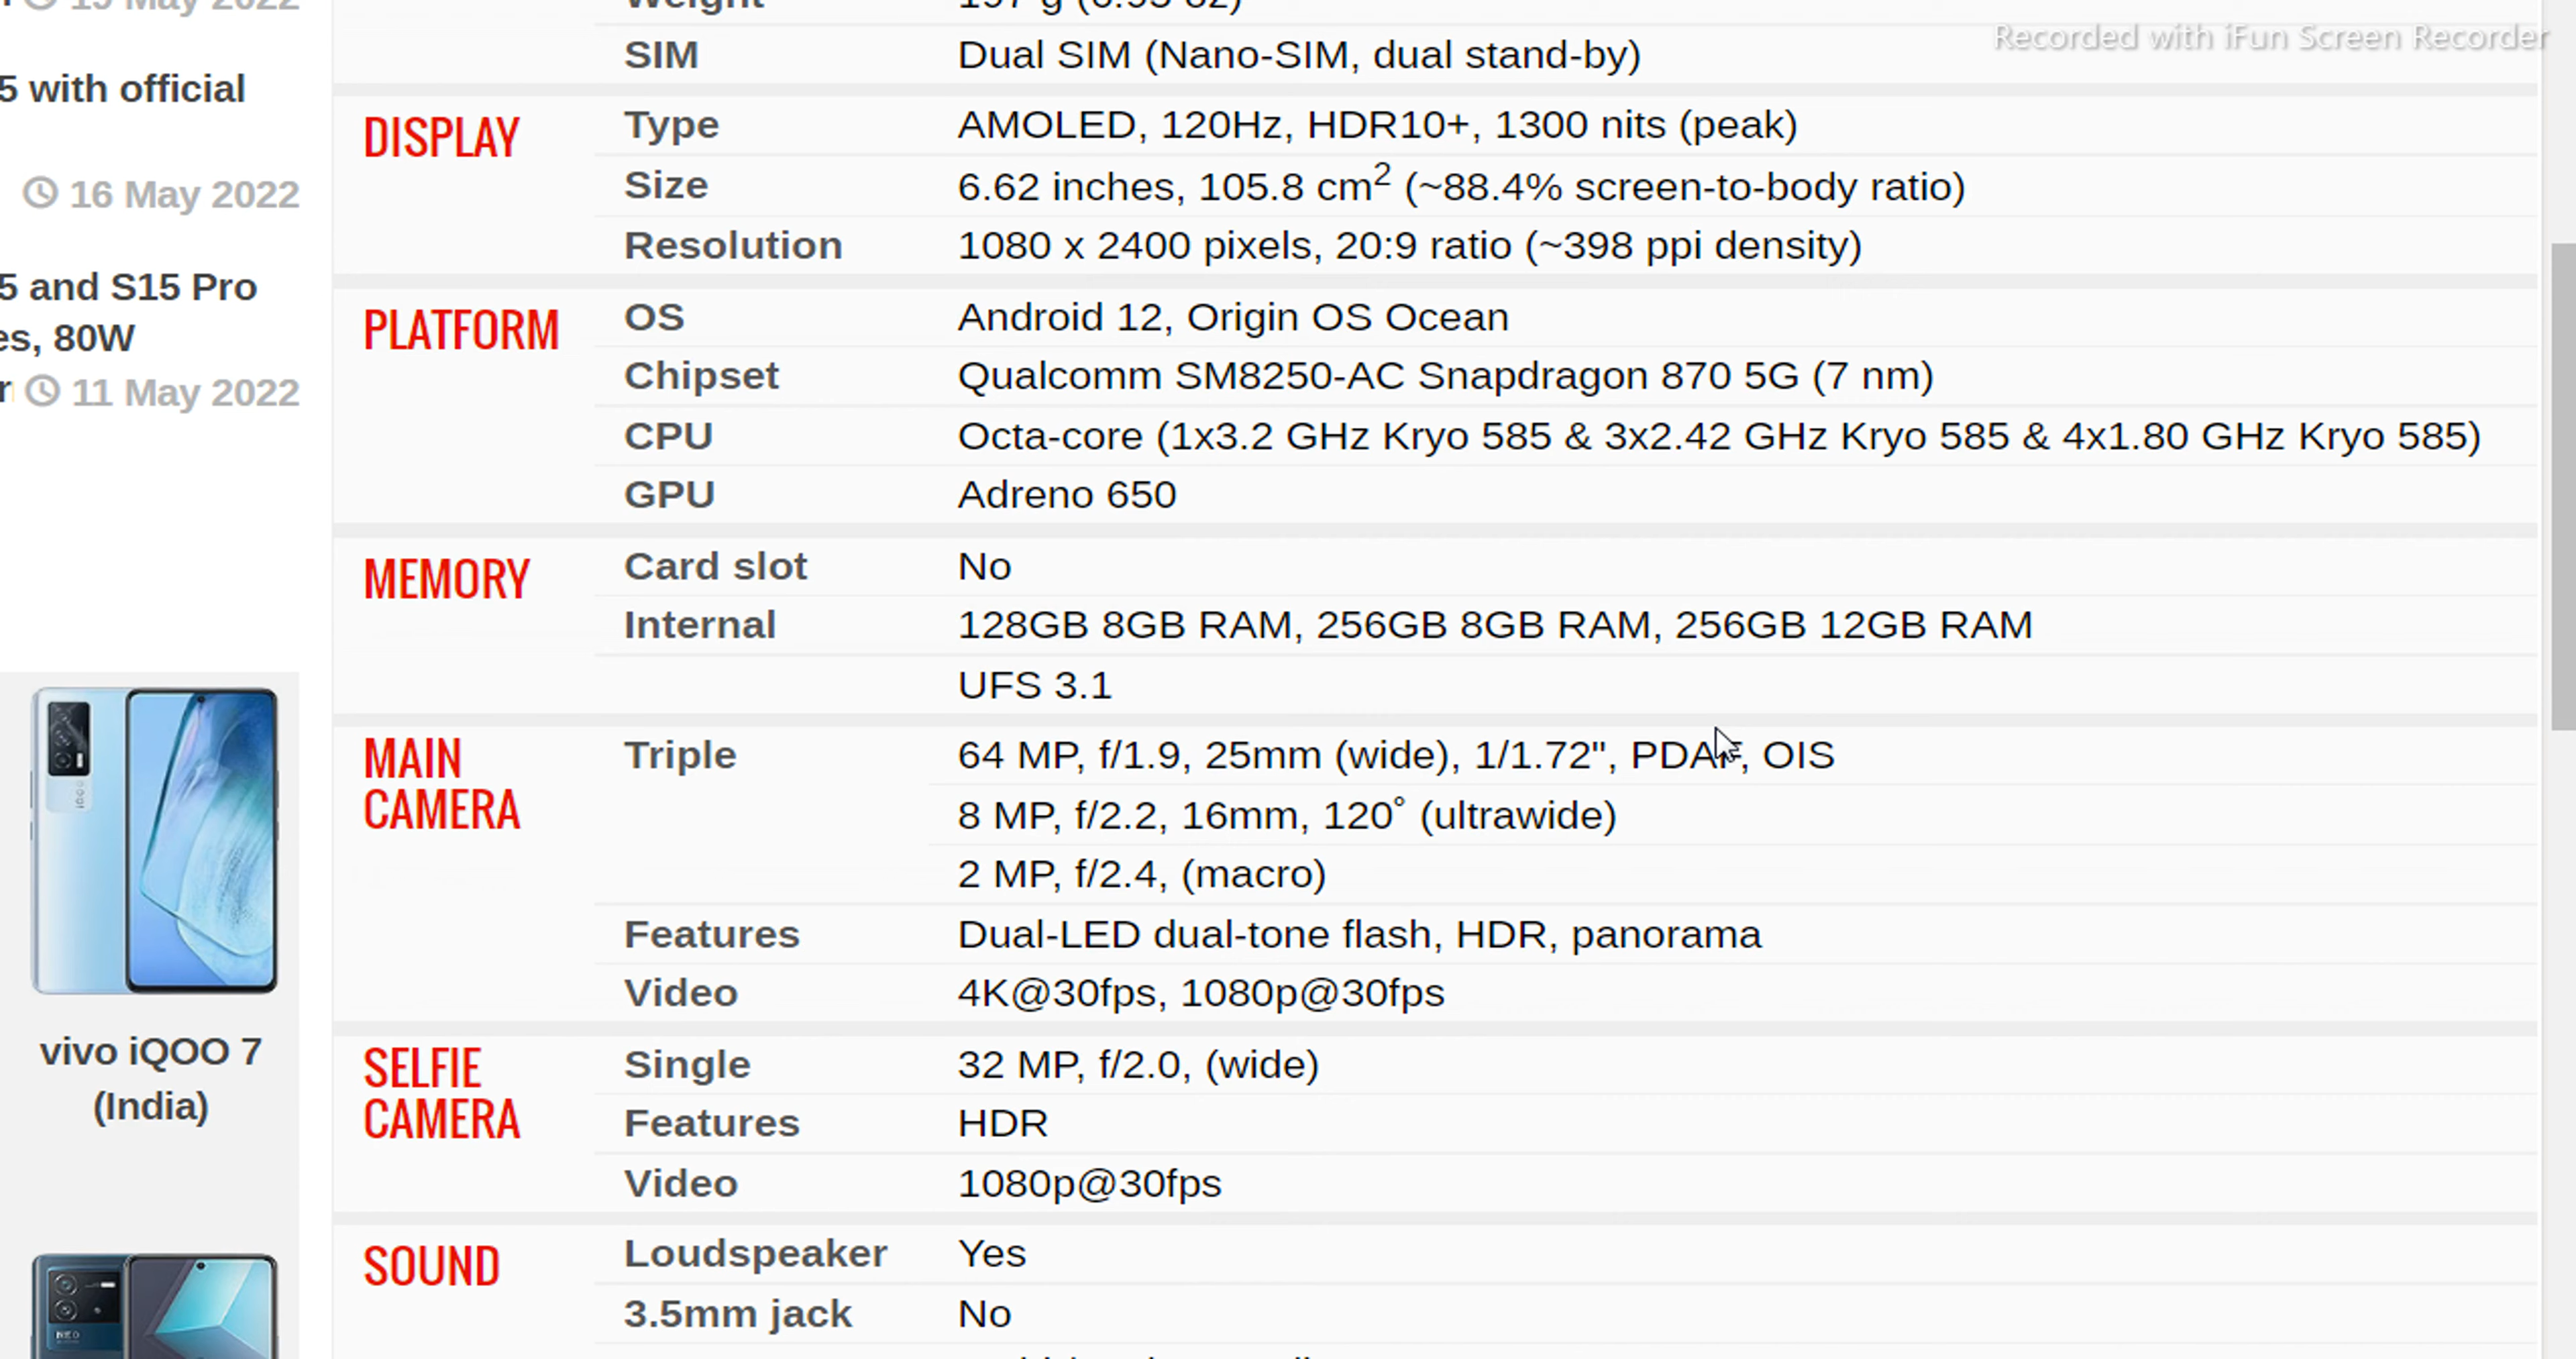 19 May 2022
5 with official
16 May 2022
5 and S15 Pro
es, 80W
r 11 May 2022
vivo iQOO 7
(India)
Recorded with iFun Screen Recorder
Weight 197 g (6.95 oz)
SIM Dual SIM (Nano-SIM, dual stand-by)
DISPLAY Type AMOLED, 120Hz, HDR10+, 1300 nits (peak)
Size 6.62 inches, 105.8 cm² (~88.4% screen-to-body ratio)
Resolution 1080 x 2400 pixels, 20:9 ratio (~398 ppi density)
PLATFORM OS Android 12, Origin OS Ocean
Chipset Qualcomm SM8250-AC Snapdragon 870 5G (7 nm)
CPU Octa-core (1x3.2 GHz Kryo 585 & 3x2.42 GHz Kryo 585 & 4x1.80 GHz Kryo 585)
GPU Adreno 650
MEMORY Card slot No
Internal 128GB 8GB RAM, 256GB 8GB RAM, 256GB 12GB RAM
UFS 3.1
MAIN CAMERA Triple 64 MP, f/1.9, 25mm (wide), 1/1.72", PDAF, OIS
8 MP, f/2.2, 16mm, 120˚ (ultrawide)
2 MP, f/2.4, (macro)
Features Dual-LED dual-tone flash, HDR, panorama
Video 4K@30fps, 1080p@30fps
SELFIE CAMERA Single 32 MP, f/2.0, (wide)
Features HDR
Video 1080p@30fps
SOUND Loudspeaker Yes
3.5mm jack No